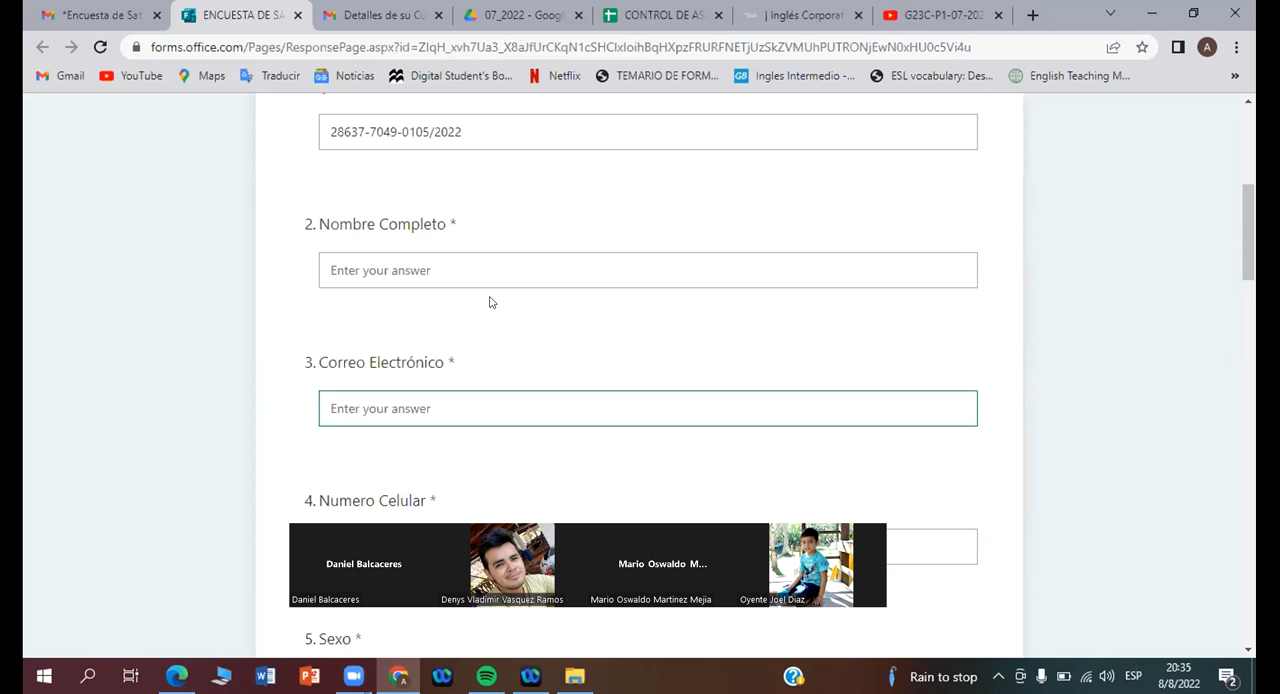 *Encuesta de Sat
ENCUESTA DE SA
Detalles de su Cu
07_2022 - Google
CONTROL DE AS
| Inglés Corporat
G23C-P1-07-202
forms.office.com/Pages/ResponsePage.aspx?id=ZIqH_xvh7Ua3_X8aJfUrCKqN1cSHCIxIoihBqHXpzFRURFNETjUzSkZVMUhPUTRONjEwN0xHU0c5Vi4u
A
Gmail
YouTube
Maps
Traducir
Noticias
Digital Student's Bo...
Netflix
TEMARIO DE FORM...
Ingles Intermedio -...
ESL vocabulary: Des...
English Teaching M...
»
28637-7049-0105/2022
2. Nombre Completo *
Enter your answer
3. Correo Electrónico *
Enter your answer
4. Numero Celular *
Daniel Balcaceres
Mario Oswaldo M...
Daniel Balcaceres
Denys Vladimir Vasquez Ramos
Mario Oswaldo Martinez Mejia
Oyente Joel Diaz
5. Sexo *
Rain to stop
ESP
20:35
8/8/2022
2